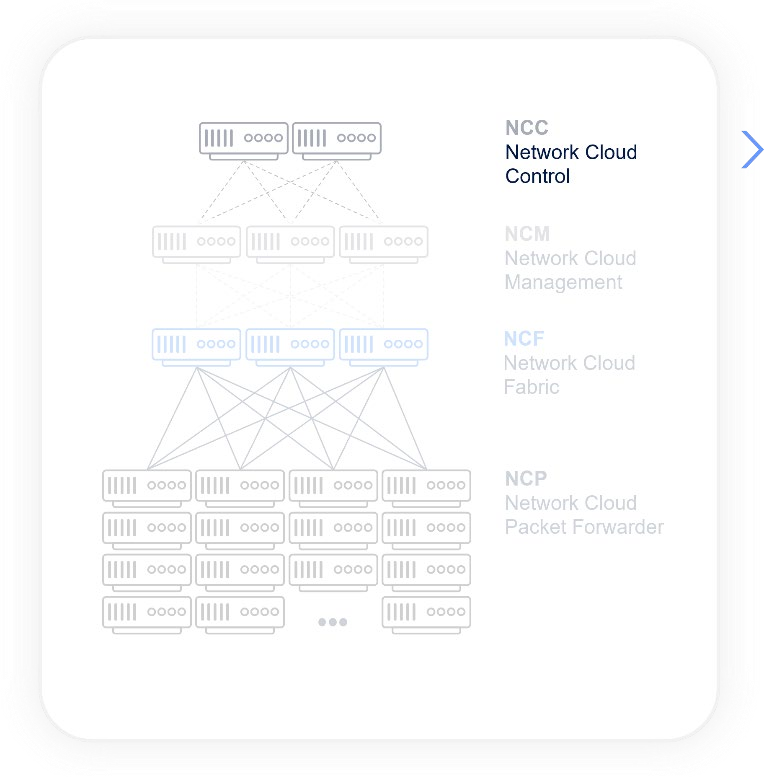 NCC
Network Cloud
Control
NCM
Network Cloud
Management
NCF
Network Cloud
Fabric
NCP
Network Cloud
Packet Forwarder